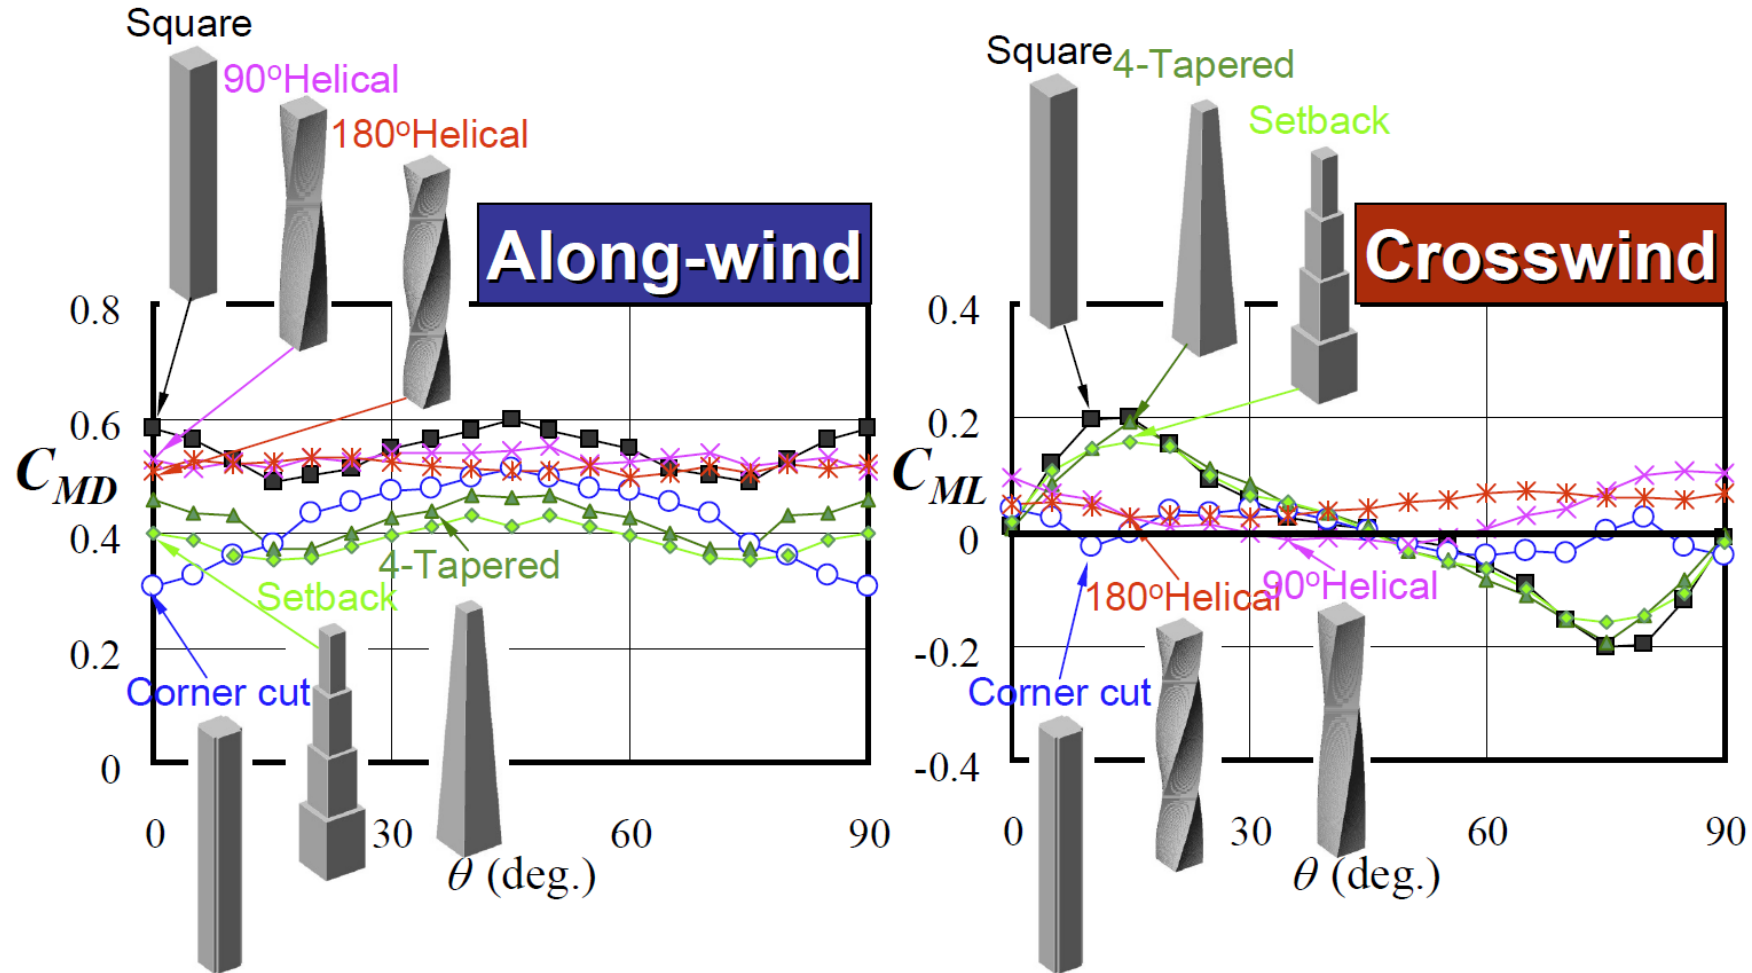 Square
90°Helical
180°Helical
Along-wind
0.8
0.6
C_MD
0.4
0.2
0
4-Tapered
Setback
Corner cut
0
30
60
90
θ (deg.)
Square
4-Tapered
Setback
Crosswind
0.4
0.2
C_ML
0
-0.2
-0.4
180°Helical
90°Helical
Corner cut
0
30
60
90
θ (deg.)